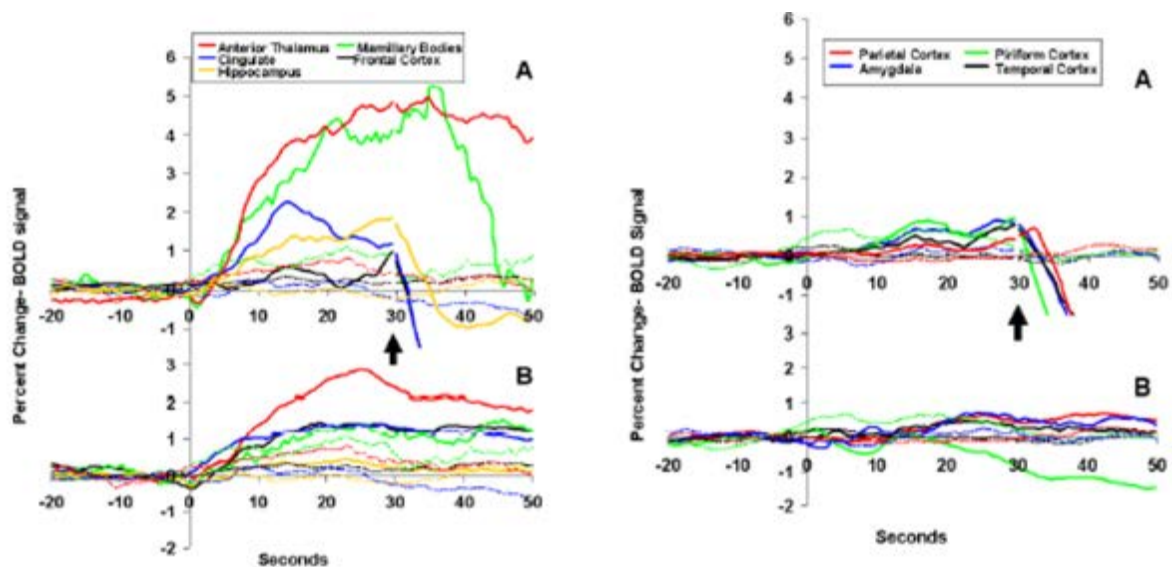 Anterior Thalamus Mamillary Bodies
Cingulate Frontal Cortex
Hippocampus
A
6
5
4
3
2
1
0
-1
-20 -10 0 10 20 30 40 50
Percent Change- BOLD signal
B
3
2
1
0
-1
-2
-20 -10 0 10 20 30 40 50
Seconds
Parietal Cortex Piriform Cortex
Amygdala Temporal Cortex
A
6
5
4
3
2
1
0
-1
-20 -10 0 10 20 30 40 50
Percent Change- BOLD Signal
B
3
1
0
-1
-2
-20 -10 0 10 20 30 40 50
Seconds